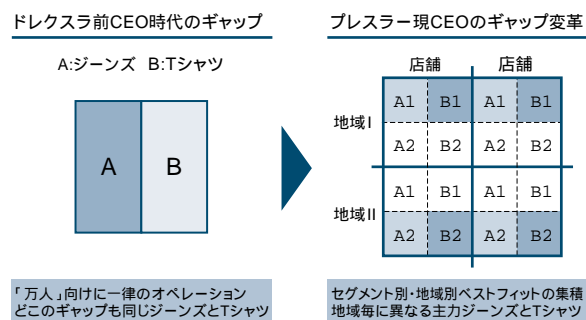 ドレクスラー前CEO時代のギャップ
A:ジーンズ B:Tシャツ
A B
「万人」向けに一律のオペレーション
どこのギャップも同じジーンズとTシャツ
プレスラー現CEOのギャップ変革
店舗 店舗
地域I
A1 B1 A1 B1
A2 B2 A2 B2
地域II
A1 B1 A1 B1
A2 B2 A2 B2
セグメント別・地域別ベストフィットの集積
地域毎に異なる主力ジーンズとTシャツ